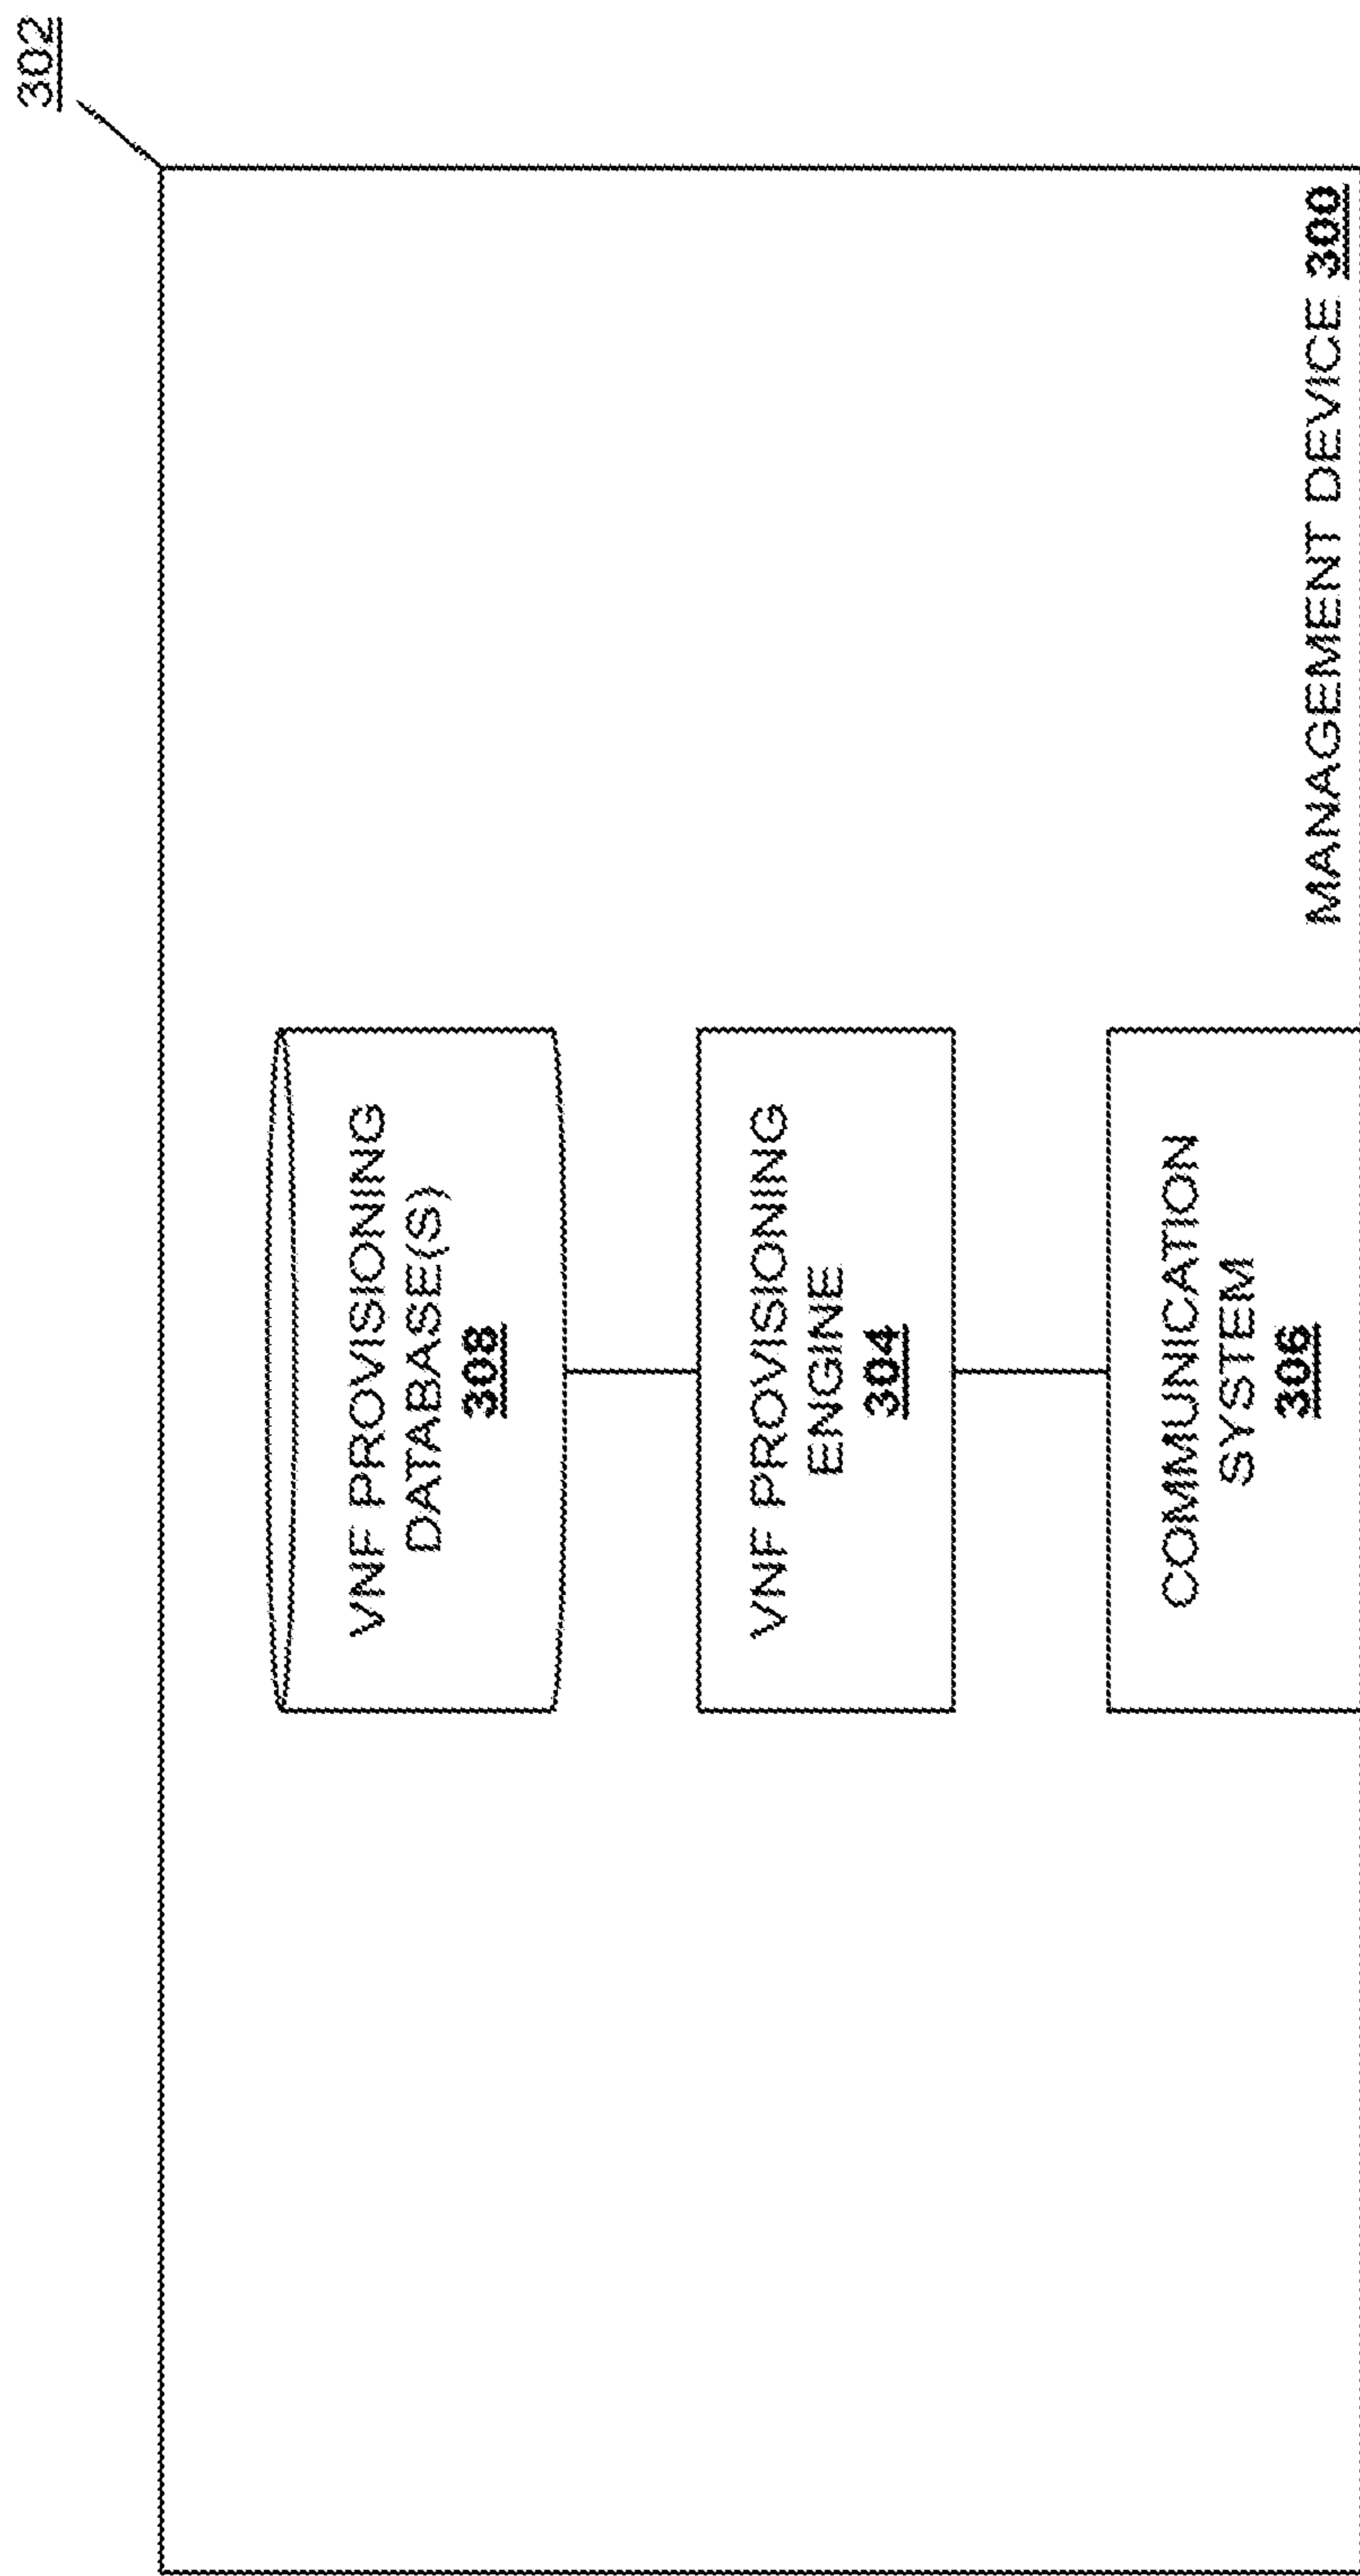 302
VNF PROVISIONING
DATABASE(S)
308
VNF PROVISIONING
ENGINE
304
COMMUNICATION
SYSTEM
306
MANAGEMENT DEVICE 300